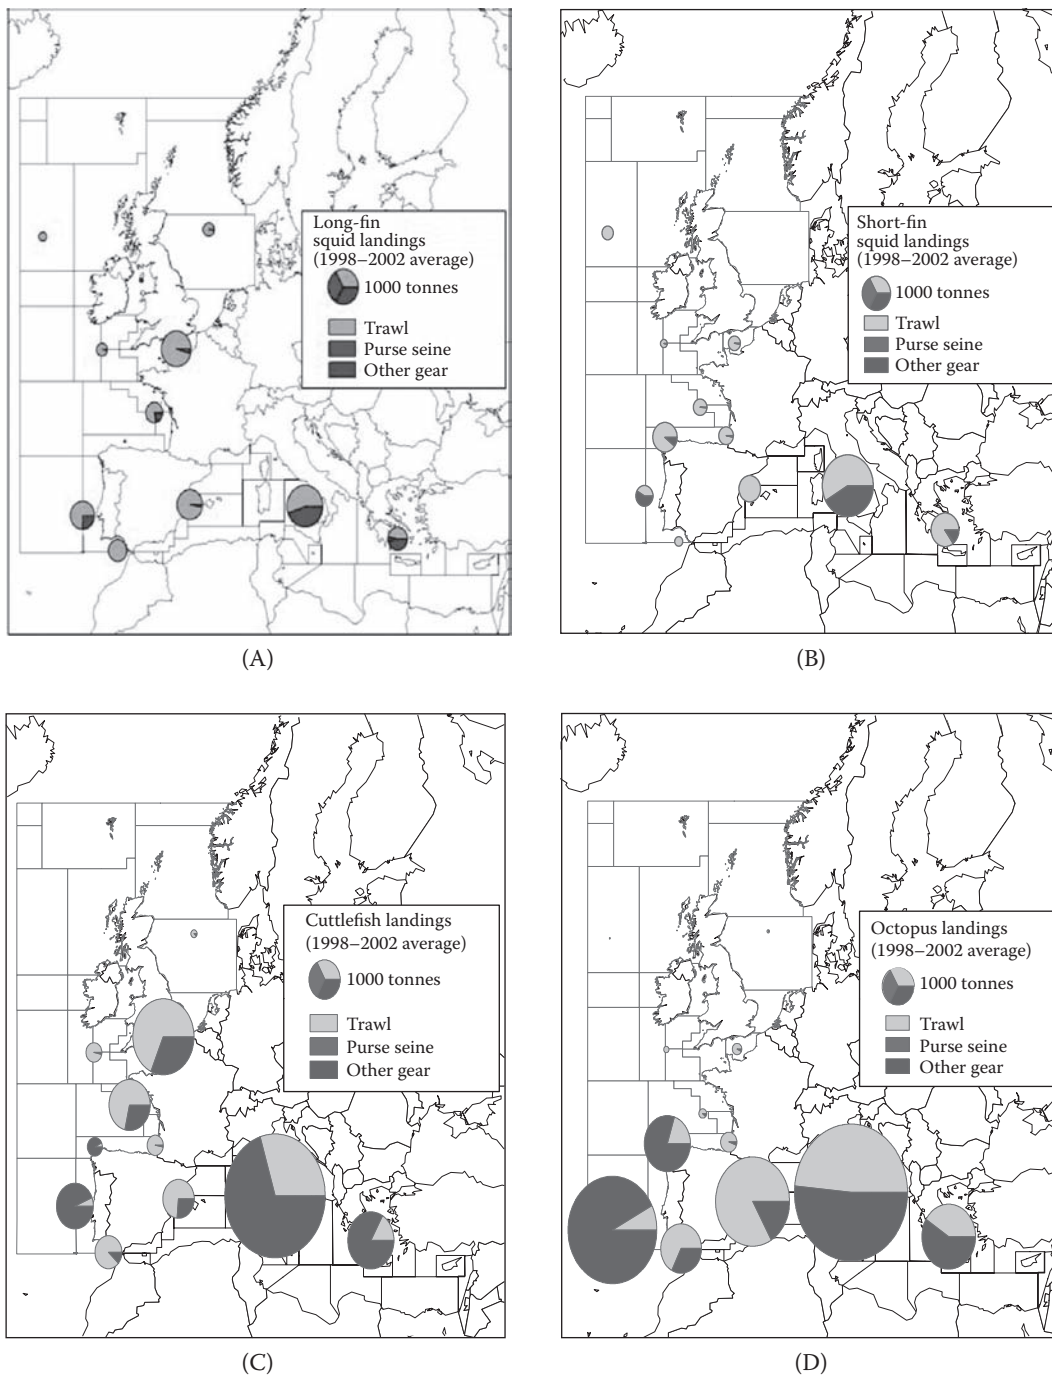 Long-fin
squid landings
(1998–2002 average)
1000 tonnes
Trawl
Purse seine
Other gear
(A)
Short-fin
squid landings
(1998–2002 average)
1000 tonnes
Trawl
Purse seine
Other gear
(B)
Cuttlefish landings
(1998–2002 average)
1000 tonnes
Trawl
Purse seine
Other gear
(C)
Octopus landings
(1998–2002 average)
1000 tonnes
Trawl
Purse seine
Other gear
(D)